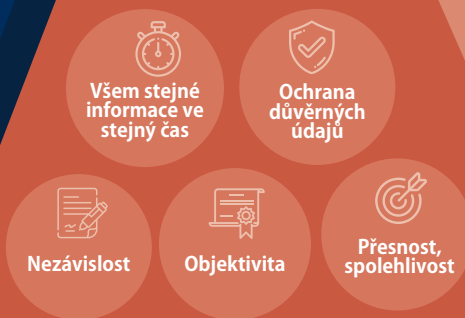 Všem stejné
informace ve
stejný čas
Ochrana
důvěrných
údajů
Nezávislost
Objektivita
Přesnost,
spolehlivost